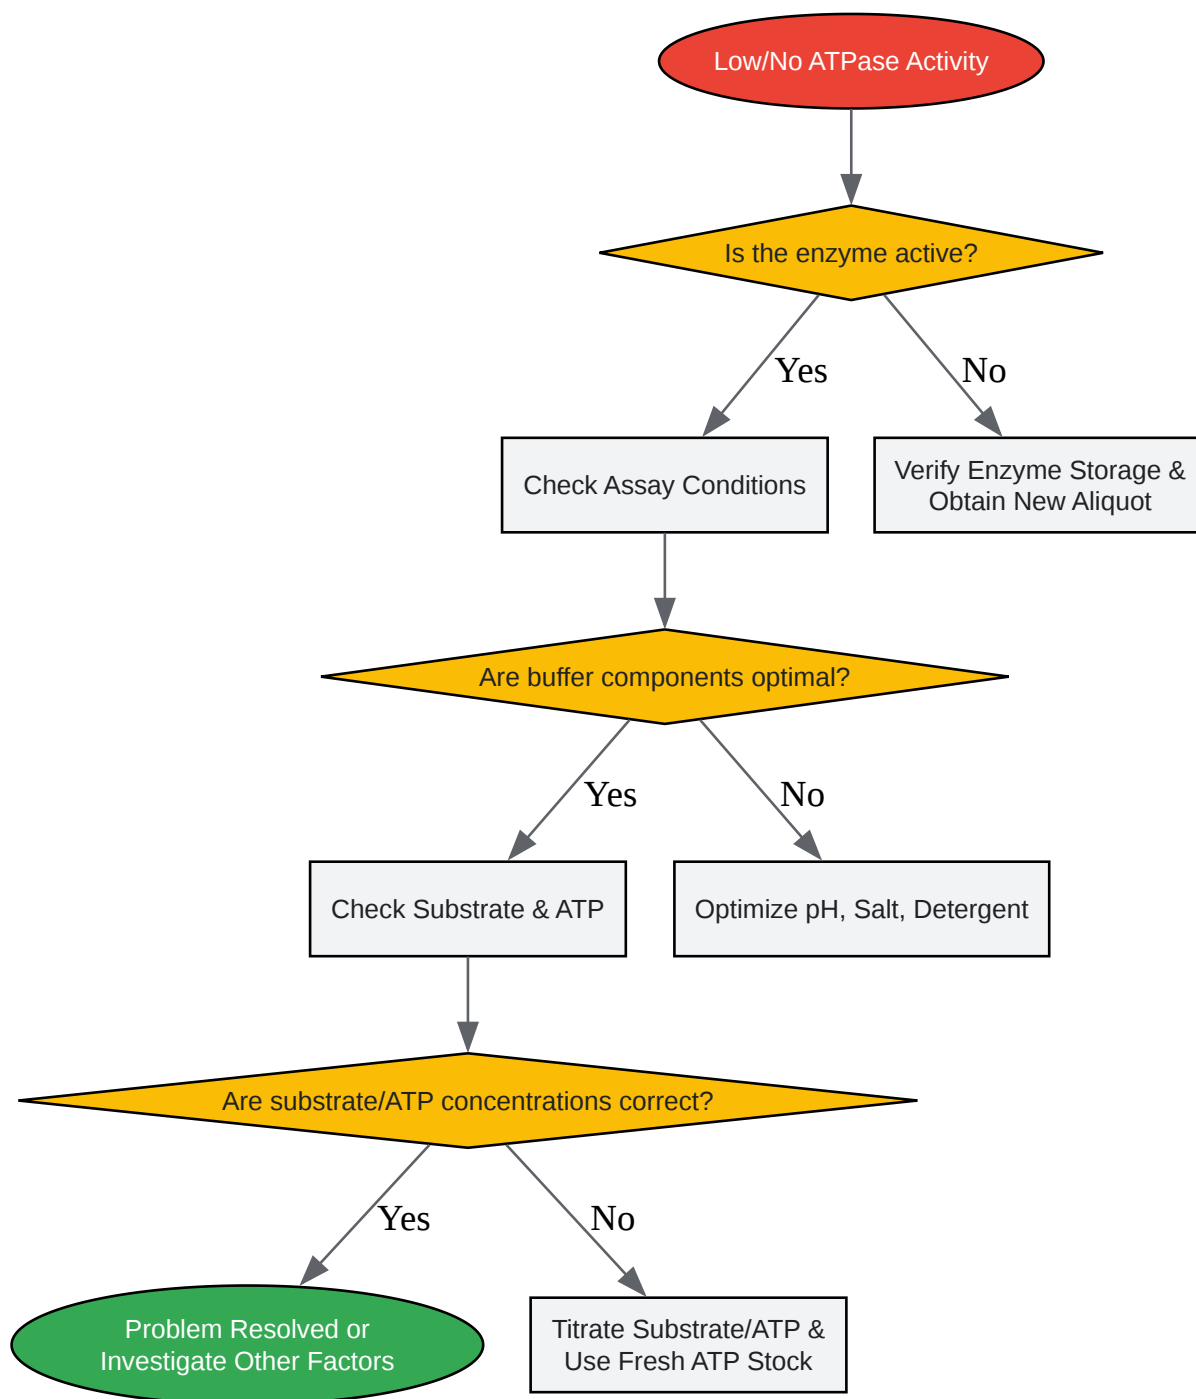 Low/No ATPase Activity
Is the enzyme active?
Yes
No
Check Assay Conditions
Verify Enzyme Storage &
Obtain New Aliquot
Are buffer components optimal?
Yes
No
Check Substrate & ATP
Optimize pH, Salt, Detergent
Are substrate/ATP concentrations correct?
Yes
No
Problem Resolved or
Investigate Other Factors
Titrate Substrate/ATP &
Use Fresh ATP Stock